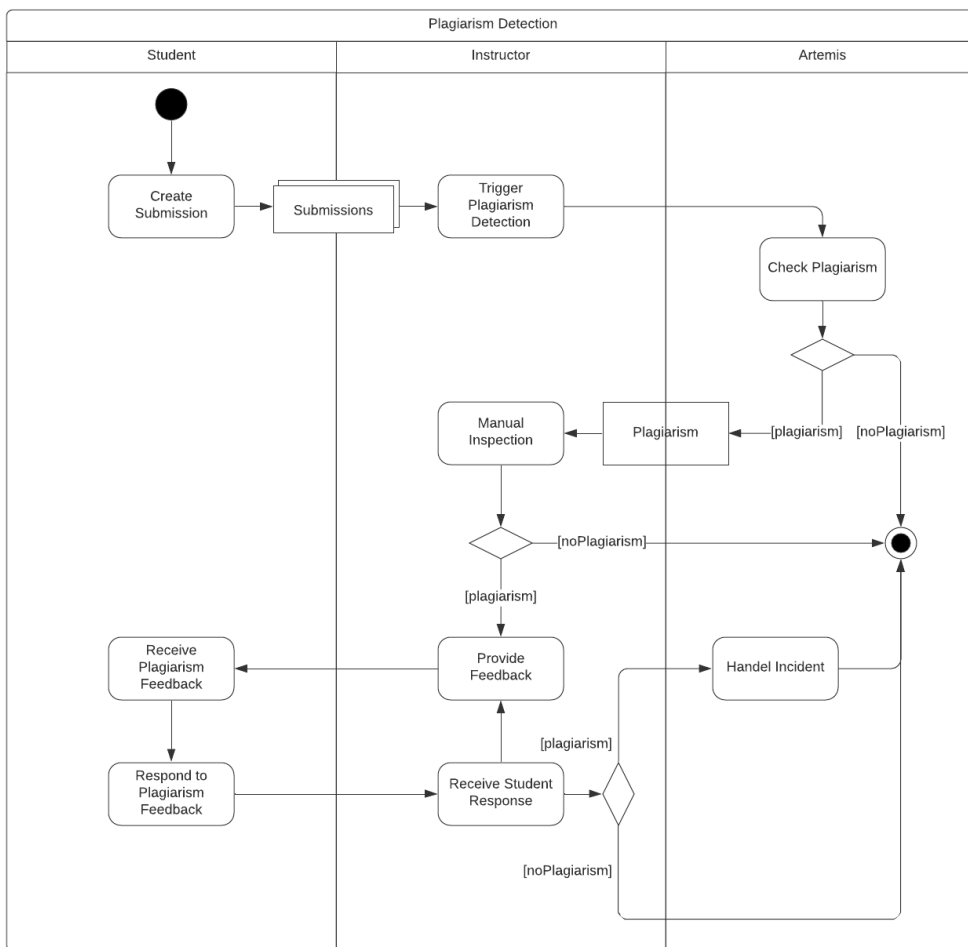 Plagiarism Detection
Student
Instructor
Artemis
Create
Submission
Submissions
Trigger
Plagiarism
Detection
Check Plagiarism
Manual
Inspection
Plagiarism
[plagiarism]
[noPlagiarism]
[noPlagiarism]
[plagiarism]
Receive
Plagiarism
Feedback
Provide
Feedback
Handel Incident
[plagiarism]
Respond to
Plagiarism
Feedback
Receive Student
Response
[noPlagiarism]